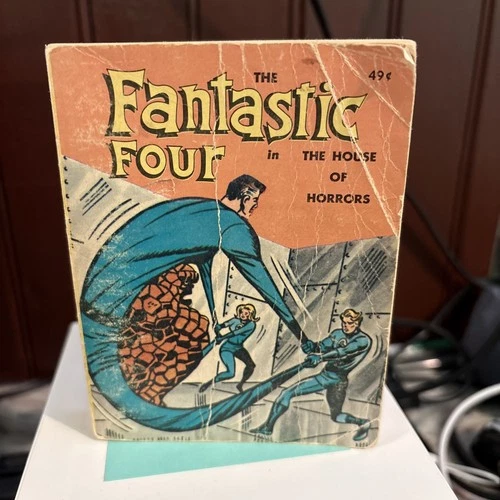 THE
49¢
Fantastic
FOUR
in THE HOUSE
OF
HORRORS